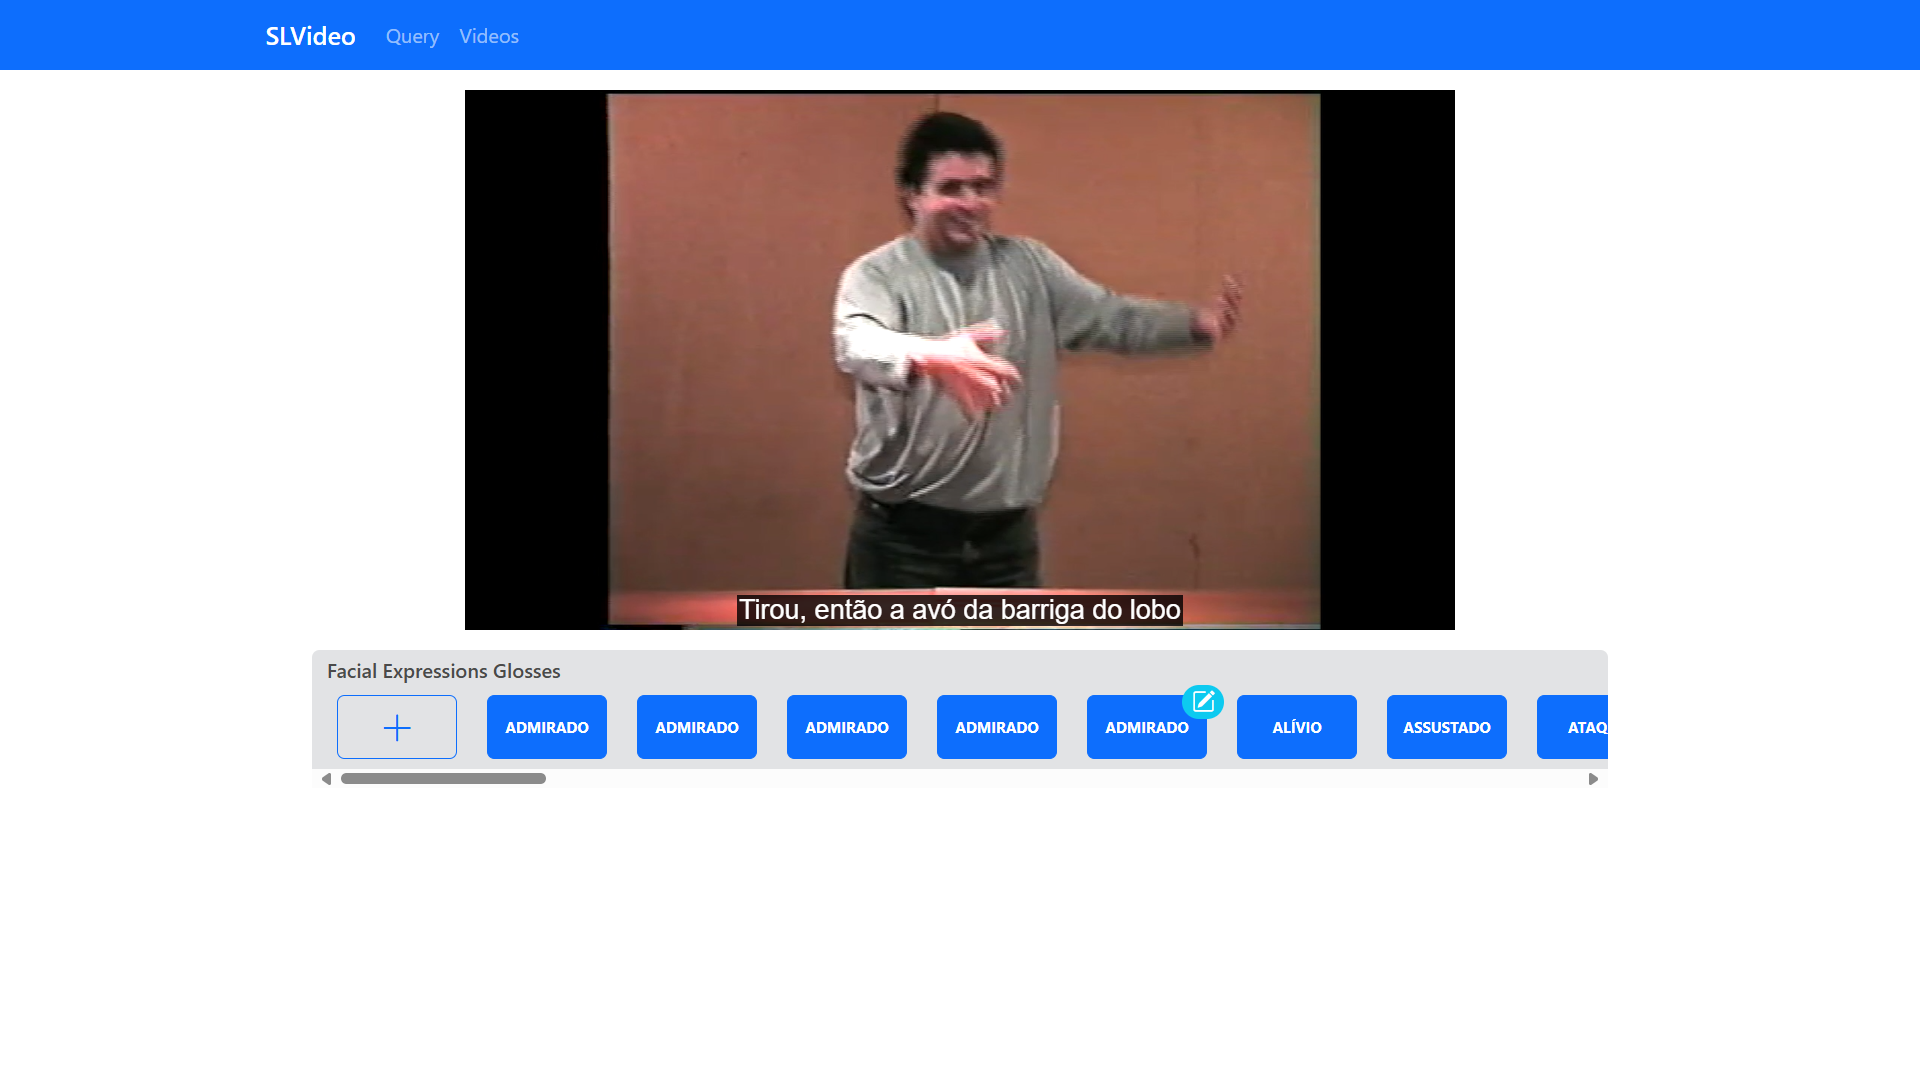 SLVideo Query Videos
Tirou, então a avó da barriga do lobo
Facial Expressions Glosses
ADMIRADO ADMIRADO ADMIRADO ADMIRADO ADMIRADO ALÍVIO ASSUSTADO ATAQ